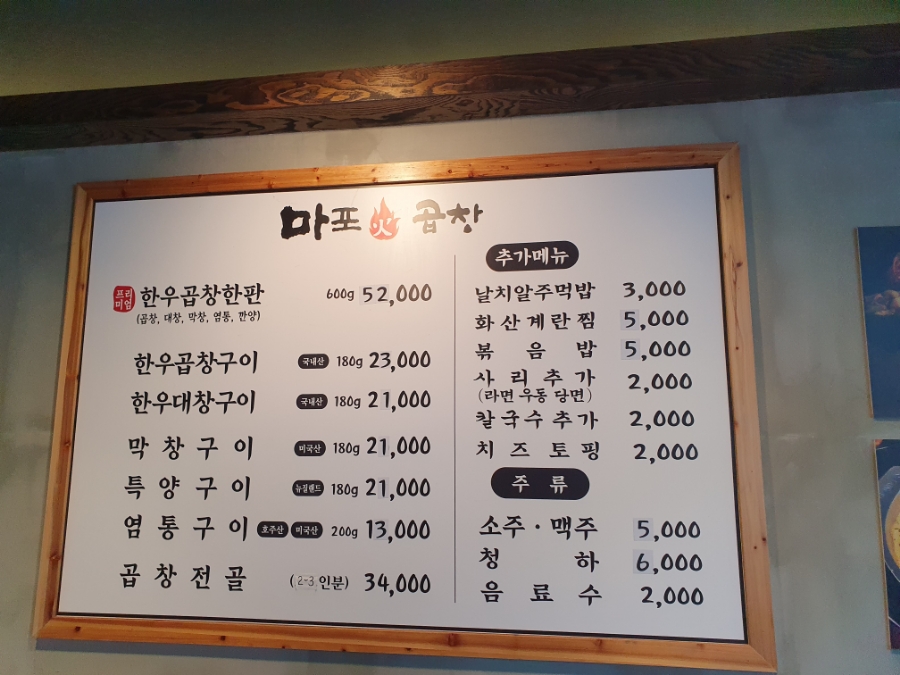 마포 火 곱창
프리미엄 한우곱창한판 600g 52,000
(곱창, 대창, 막창, 염통, 깐양)
한우곱창구이 국내산 180g 23,000
한우대창구이 국내산 180g 21,000
막창구이 미국산 180g 21,000
특양구이 뉴질랜드 180g 21,000
염통구이 호주산 미국산 200g 13,000
곱창전골 (2-3인분) 34,000
추가메뉴
날치알주먹밥 3,000
화산계란찜 5,000
볶음밥 5,000
사리추가 2,000
(라면 우동 당면)
칼국수추가 2,000
치즈토핑 2,000
주류
소주·맥주 5,000
청하 6,000
음료수 2,000